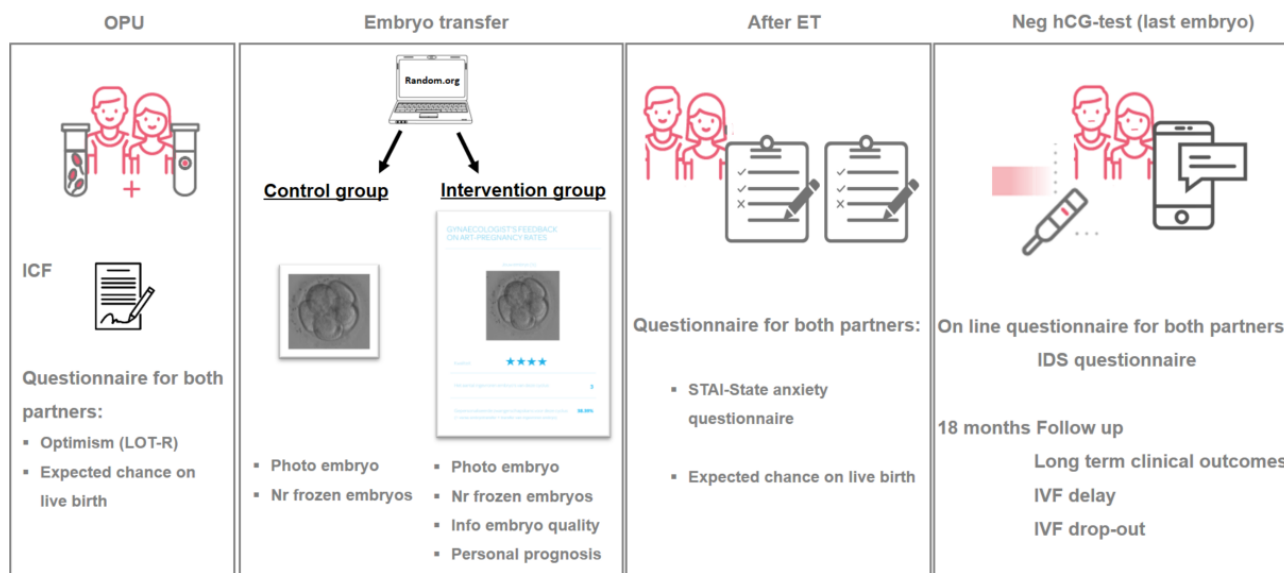 OPU
Embryo transfer
After ET
Neg hCG-test (last embryo)
ICF
Questionnaire for both
partners:
▪ Optimism (LOT-R)
▪ Expected chance on
live birth
Random.org
Control group
Intervention group
GYNAECOLOGIST'S FEEDBACK
ON ART-PREGNANCY RATES
★★★★
3
▪ Photo embryo
▪ Nr frozen embryos
▪ Photo embryo
▪ Nr frozen embryos
▪ Info embryo quality
▪ Personal prognosis
Questionnaire for both partners:
▪ STAI-State anxiety
questionnaire
▪ Expected chance on live birth
On line questionnaire for both partners
IDS questionnaire
18 months Follow up
Long term clinical outcomes
IVF delay
IVF drop-out